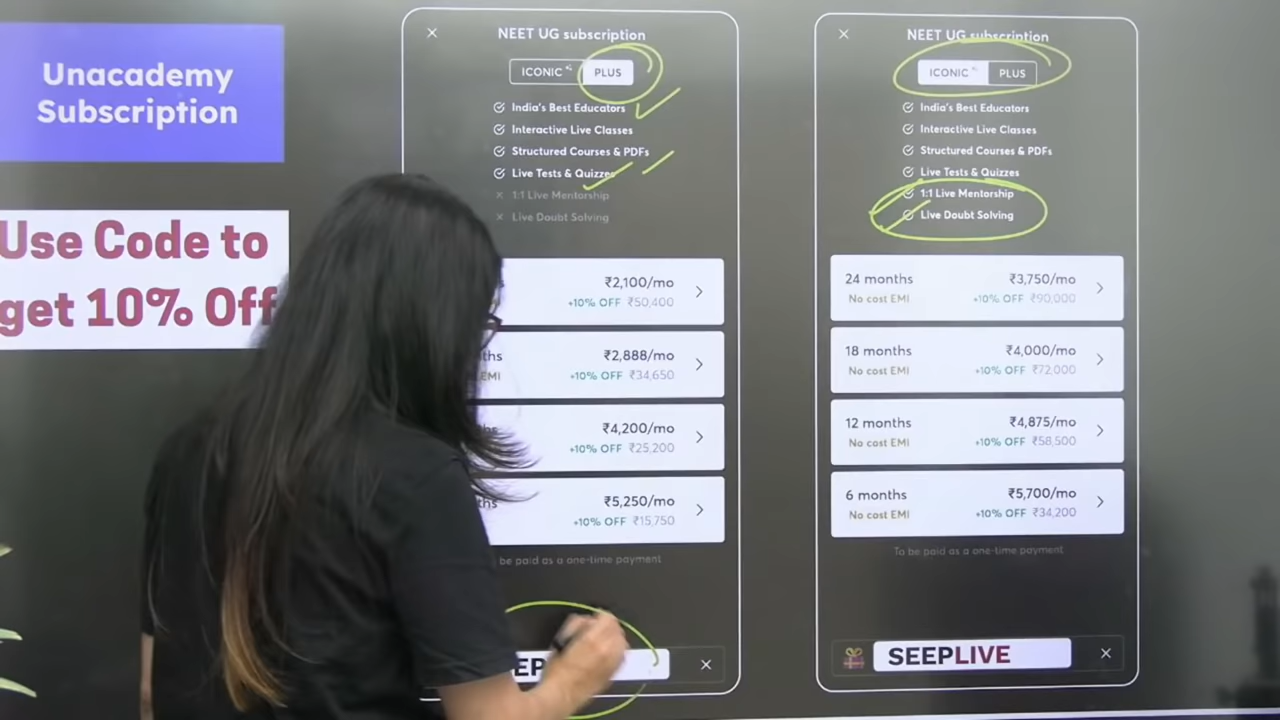 Unacademy
Subscription
Use Code to
get 10% Off
NEET UG subscription
ICONIC PLUS
India's Best Educators
Interactive Live Classes
Structured Courses & PDFs
Live Tests & Quizzes
1:1 Live Mentorship
Live Doubt Solving
₹2,100/mo
+10% OFF ₹50,400
ths ₹2,888/mo
EMI +10% OFF ₹34,650
₹4,200/mo
+10% OFF ₹25,200
ths ₹5,250/mo
+10% OFF ₹15,750
be paid as a one-time payment
EP
NEET UG subscription
ICONIC PLUS
India's Best Educators
Interactive Live Classes
Structured Courses & PDFs
Live Tests & Quizzes
1:1 Live Mentorship
Live Doubt Solving
24 months ₹3,750/mo
No cost EMI +10% OFF ₹90,000
18 months ₹4,000/mo
No cost EMI +10% OFF ₹72,000
12 months ₹4,875/mo
No cost EMI +10% OFF ₹58,500
6 months ₹5,700/mo
No cost EMI +10% OFF ₹34,200
To be paid as a one-time payment
SEEPLIVE